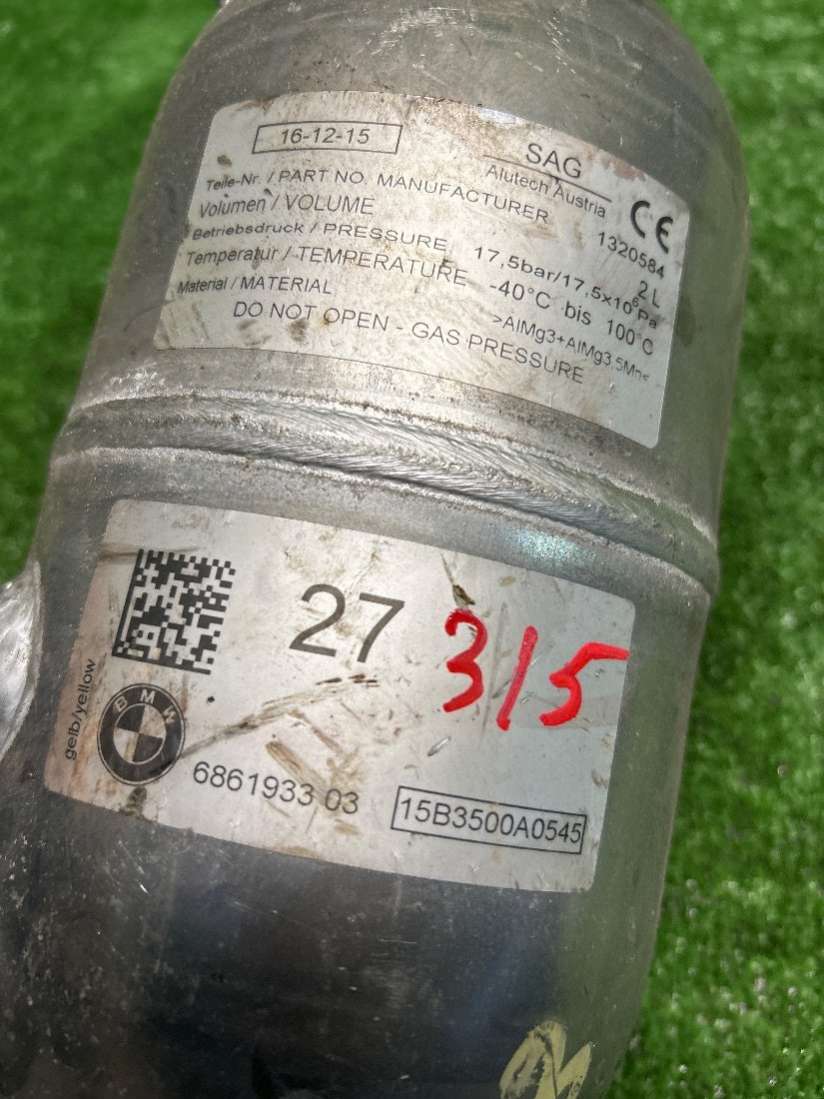 16-12-15
SAG
Alutech Austria
CE
Teile-Nr. / PART NO. MANUFACTURER 1320584
Volumen / VOLUME 2 L
Betriebsdruck / PRESSURE 17,5bar/17,5x10⁶Pa
Temperatur / TEMPERATURE -40°C bis 100°C
Material / MATERIAL >AlMg3+AlMg3.5Mn<
DO NOT OPEN - GAS PRESSURE
27
315
gelb/yellow
BMW
6861933 03
15B3500A0545